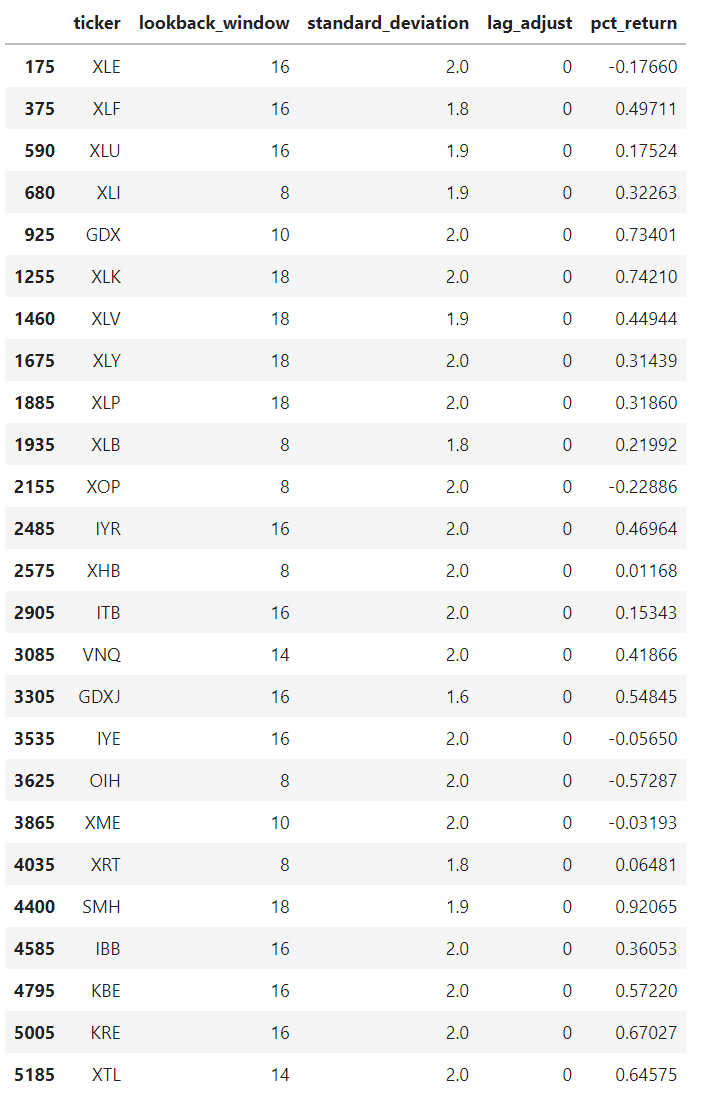 ticker lookback_window standard_deviation lag_adjust pct_return
175 XLE 16 2.0 0 -0.17660
375 XLF 16 1.8 0 0.49711
590 XLU 16 1.9 0 0.17524
680 XLI 8 1.9 0 0.32263
925 GDX 10 2.0 0 0.73401
1255 XLK 18 2.0 0 0.74210
1460 XLV 18 1.9 0 0.44944
1675 XLY 18 2.0 0 0.31439
1885 XLP 18 2.0 0 0.31860
1935 XLB 8 1.8 0 0.21992
2155 XOP 8 2.0 0 -0.22886
2485 IYR 16 2.0 0 0.46964
2575 XHB 8 2.0 0 0.01168
2905 ITB 16 2.0 0 0.15343
3085 VNQ 14 2.0 0 0.41866
3305 GDXJ 16 1.6 0 0.54845
3535 IYE 16 2.0 0 -0.05650
3625 OIH 8 2.0 0 -0.57287
3865 XME 10 2.0 0 -0.03193
4035 XRT 8 1.8 0 0.06481
4400 SMH 18 1.9 0 0.92065
4585 IBB 16 2.0 0 0.36053
4795 KBE 16 2.0 0 0.57220
5005 KRE 16 2.0 0 0.67027
5185 XTL 14 2.0 0 0.64575